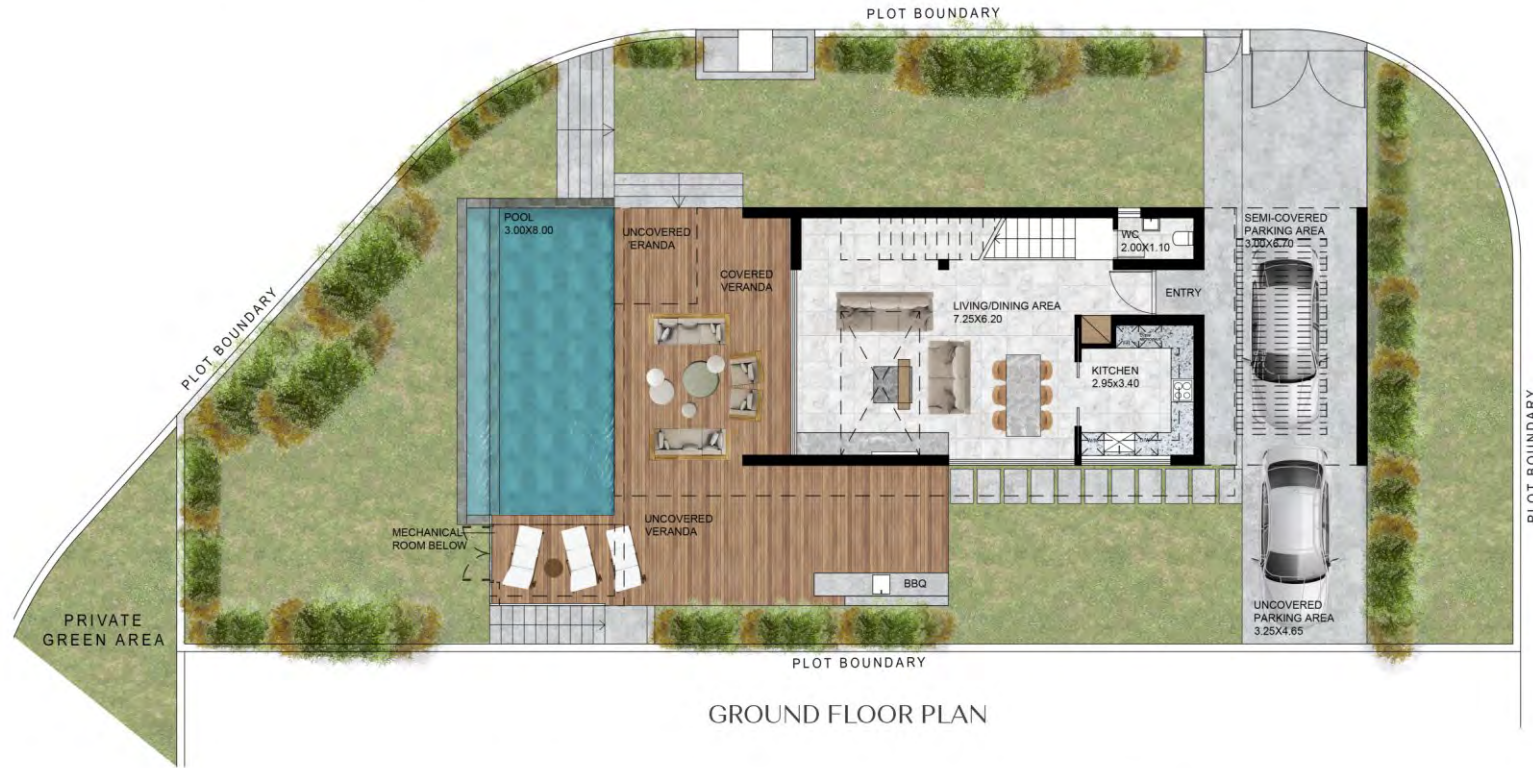 PLOT BOUNDARY
POOL
3.00X8.00
UNCOVERED
ERANDA
COVERED
VERANDA
WC
2.00X1.10
SEMI-COVERED
PARKING AREA
3.00X6.70
ENTRY
LIVING/DINING AREA
7.25X6.20
KITCHEN
2.95x3.40
PLOT BOUNDARY
PLOT BOUNDARY
MECHANICAL
ROOM BELOW
UNCOVERED
VERANDA
BBQ
UNCOVERED
PARKING AREA
3.25X4.65
PRIVATE
GREEN AREA
PLOT BOUNDARY
GROUND FLOOR PLAN